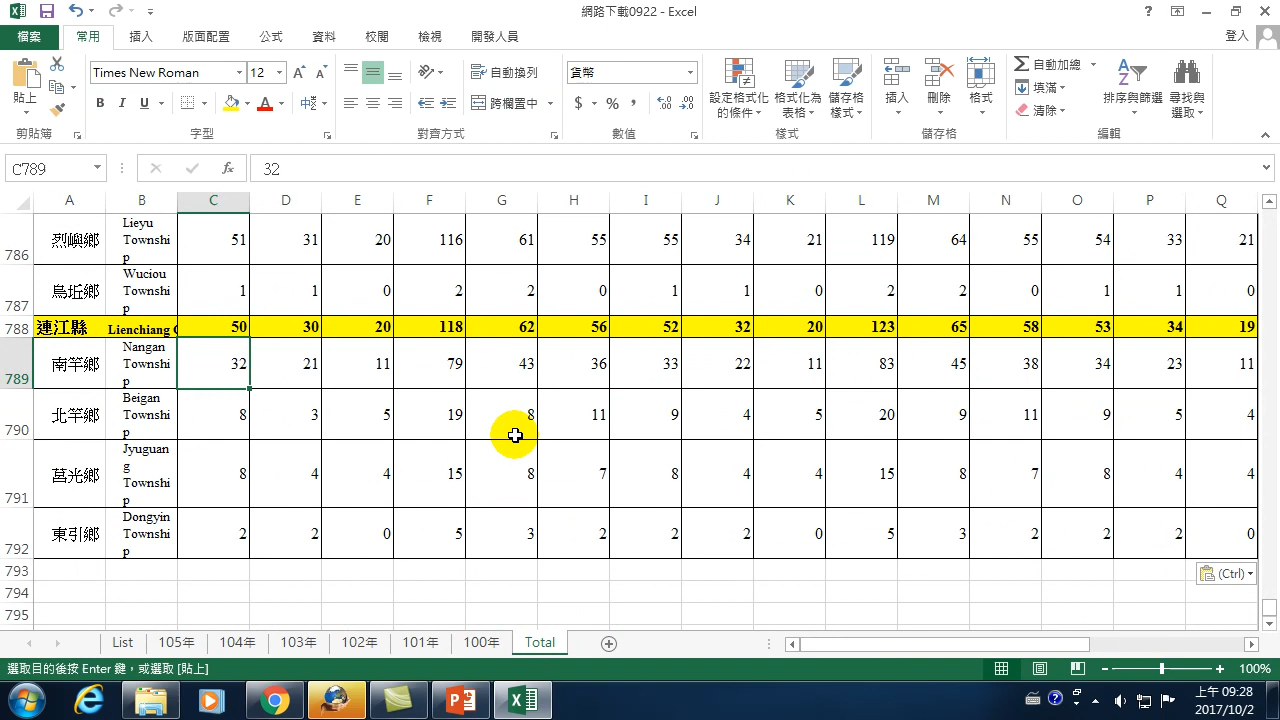 網路下載0922 - Excel
?
檔案 常用 插入 版面配置 公式 資料 校閱 檢視 開發人員 登入
貼上
Times New Roman 12 A A
B I U A 中
自動換列
跨欄置中
貨幣
$ % ,
設定格式化的條件 格式化為表格 儲存格樣式
插入 刪除 格式
自動加總
填滿
清除
排序與篩選 尋找與選取
剪貼簿 字型 對齊方式 數值 樣式 儲存格 編輯
C789 fx 32
A B C D E F G H I J K L M N O P Q
786 烈嶼鄉 Lieyu Township 51 31 20 116 61 55 55 34 21 119 64 55 54 33 21
787 烏坵鄉 Wuciou Township 1 1 0 2 2 0 1 1 0 2 2 0 1 1 0
788 連江縣 Lienchiang C 50 30 20 118 62 56 52 32 20 123 65 58 53 34 19
789 南竿鄉 Nangan Township 32 21 11 79 43 36 33 22 11 83 45 38 34 23 11
790 北竿鄉 Beigan Township 8 3 5 19 8 11 9 4 5 20 9 11 9 5 4
791 莒光鄉 Jyuguang Township 8 4 4 15 8 7 8 4 4 15 8 7 8 4 4
792 東引鄉 Dongyin Township 2 2 0 5 3 2 2 2 0 5 3 2 2 2 0
793
(Ctrl)
794
795
List 105年 104年 103年 102年 101年 100年 Total
選取目的後按 Enter 鍵，或選取 [貼上] 100%
上午 09:28
2017/10/2